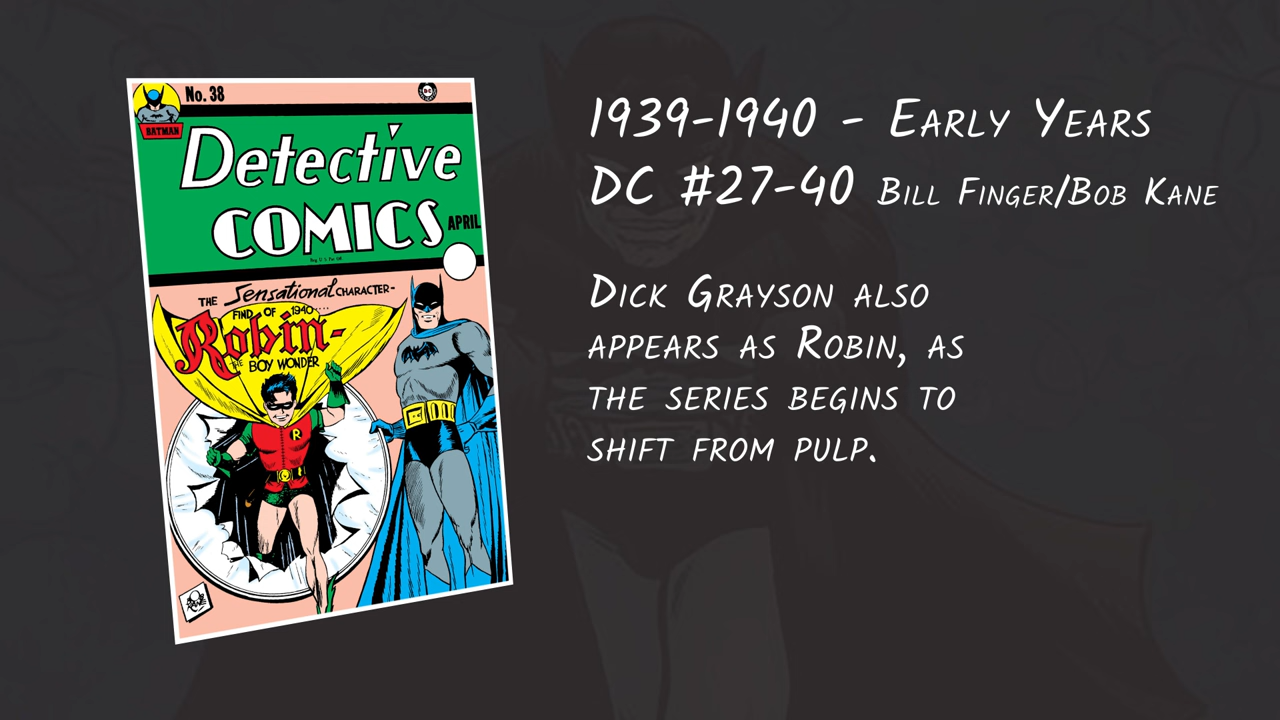 No. 38
BATMAN
DC
Detective
COMICS
APRIL
THE Sensational CHARACTER-
FIND OF 1940....
Robin-
THE BOY WONDER
R
1939-1940 - Early Years
DC #27-40 Bill Finger/Bob Kane
Dick Grayson also
appears as Robin, as
the series begins to
shift from pulp.